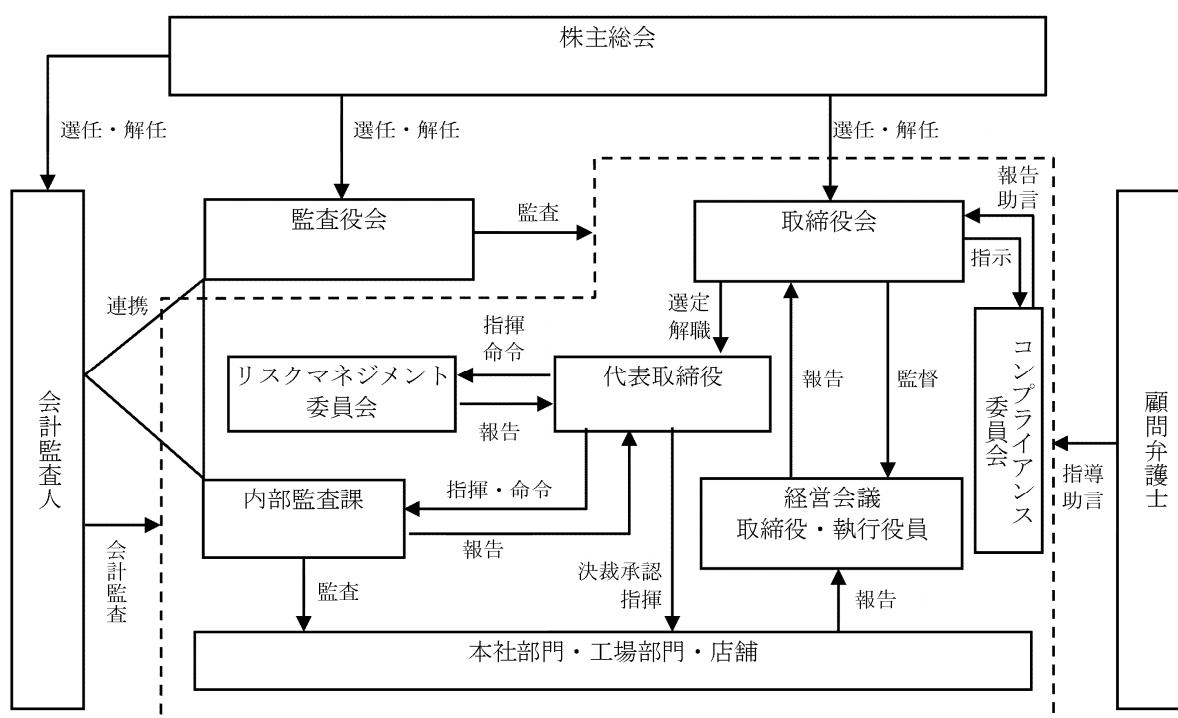 株主総会
選任・解任
選任・解任
選任・解任
報告
助言
監査役会
監査
取締役会
指示
連携
選定
解職
指揮
命令
リスクマネジメント
委員会
報告
代表取締役
報告
監督
コンプライアンス
委員会
会計監査人
顧問弁護士
指導
助言
内部監査課
指揮・命令
報告
経営会議
取締役・執行役員
会計監査
監査
決裁承認
指揮
報告
本社部門・工場部門・店舗